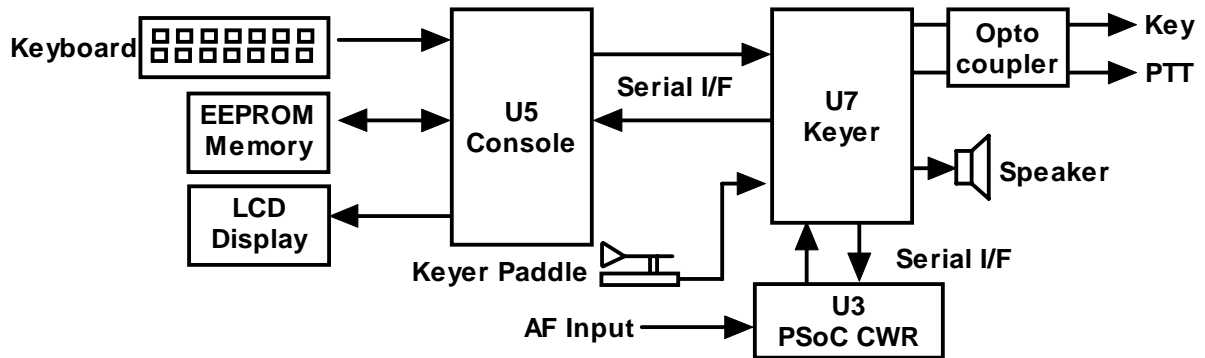 Keyboard
EEPROM
Memory
LCD
Display
U5
Console
Serial I/F
Keyer Paddle
AF Input
U7
Keyer
Opto
coupler
Key
PTT
Speaker
Serial I/F
U3
PSoC CWR